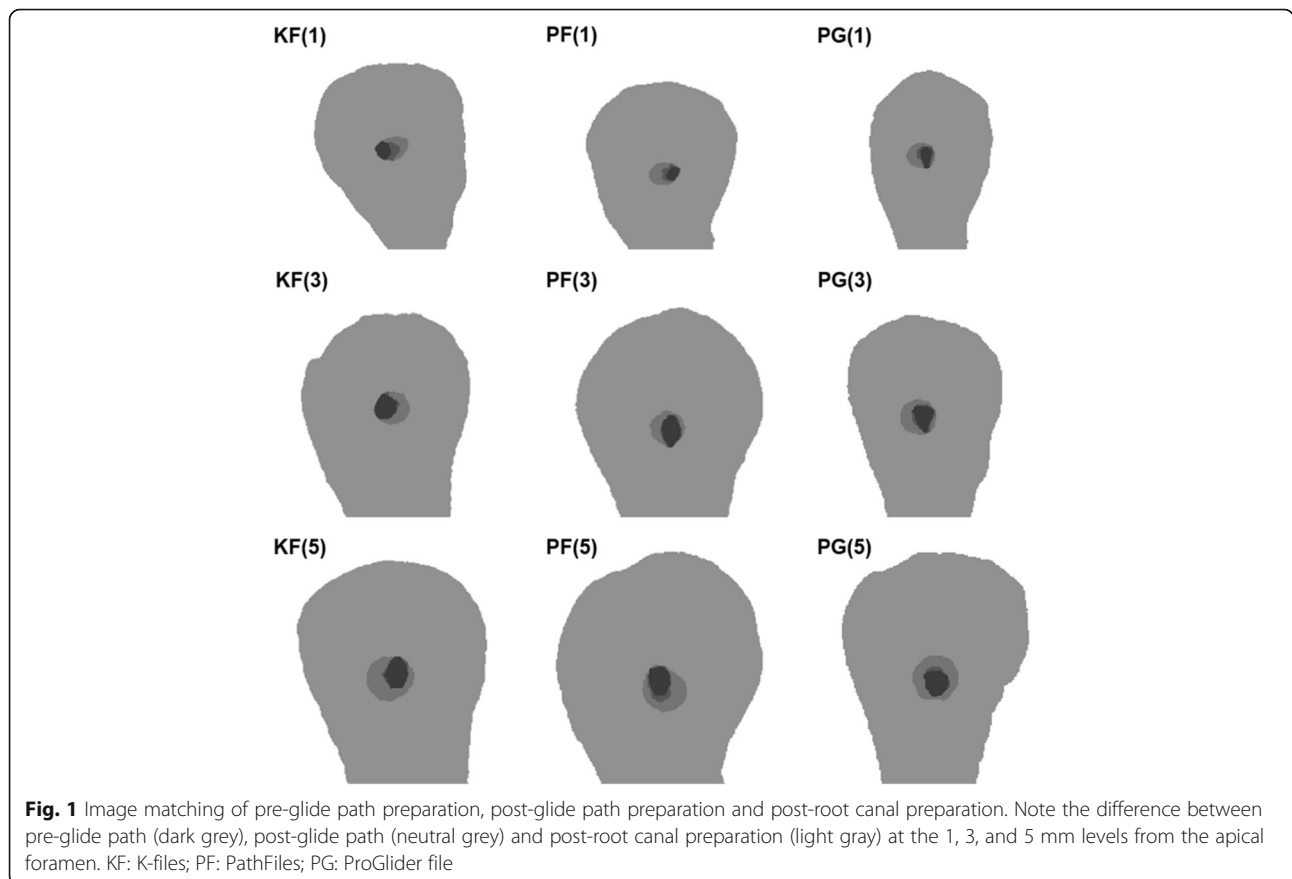 KF(1) PF(1) PG(1)
KF(3) PF(3) PG(3)
KF(5) PF(5) PG(5)
Fig. 1 Image matching of pre-glide path preparation, post-glide path preparation and post-root canal preparation. Note the difference between
pre-glide path (dark grey), post-glide path (neutral grey) and post-root canal preparation (light gray) at the 1, 3, and 5 mm levels from the apical
foramen. KF: K-files; PF: PathFiles; PG: ProGlider file